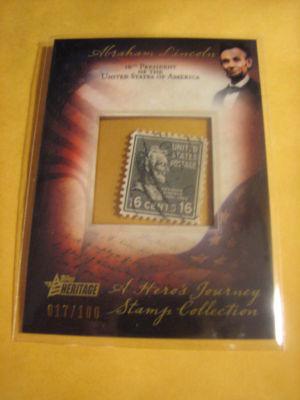 Abraham Lincoln
16TH PRESIDENT
OF THE
UNITED STATES OF AMERICA
UNITED
STATES
POSTAGE
16 CENTS 16
Topps
HERITAGE
A Hero's Journey
Stamp Collection
017/100